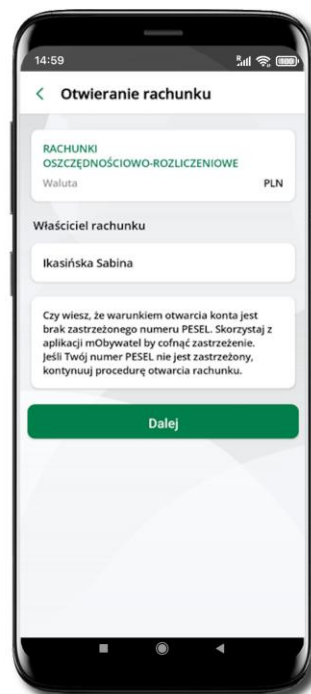 14:59
Otwieranie rachunku
RACHUNKI
OSZCZĘDNOŚCIOWO-ROZLICZENIOWE
Waluta PLN
Właściciel rachunku
Ikasińska Sabina
Czy wiesz, że warunkiem otwarcia konta jest
brak zastrzeżonego numeru PESEL. Skorzystaj z
aplikacji mObywatel by cofnąć zastrzeżenie.
Jeśli Twój numer PESEL nie jest zastrzeżony,
kontynuuj procedurę otwarcia rachunku.
Dalej